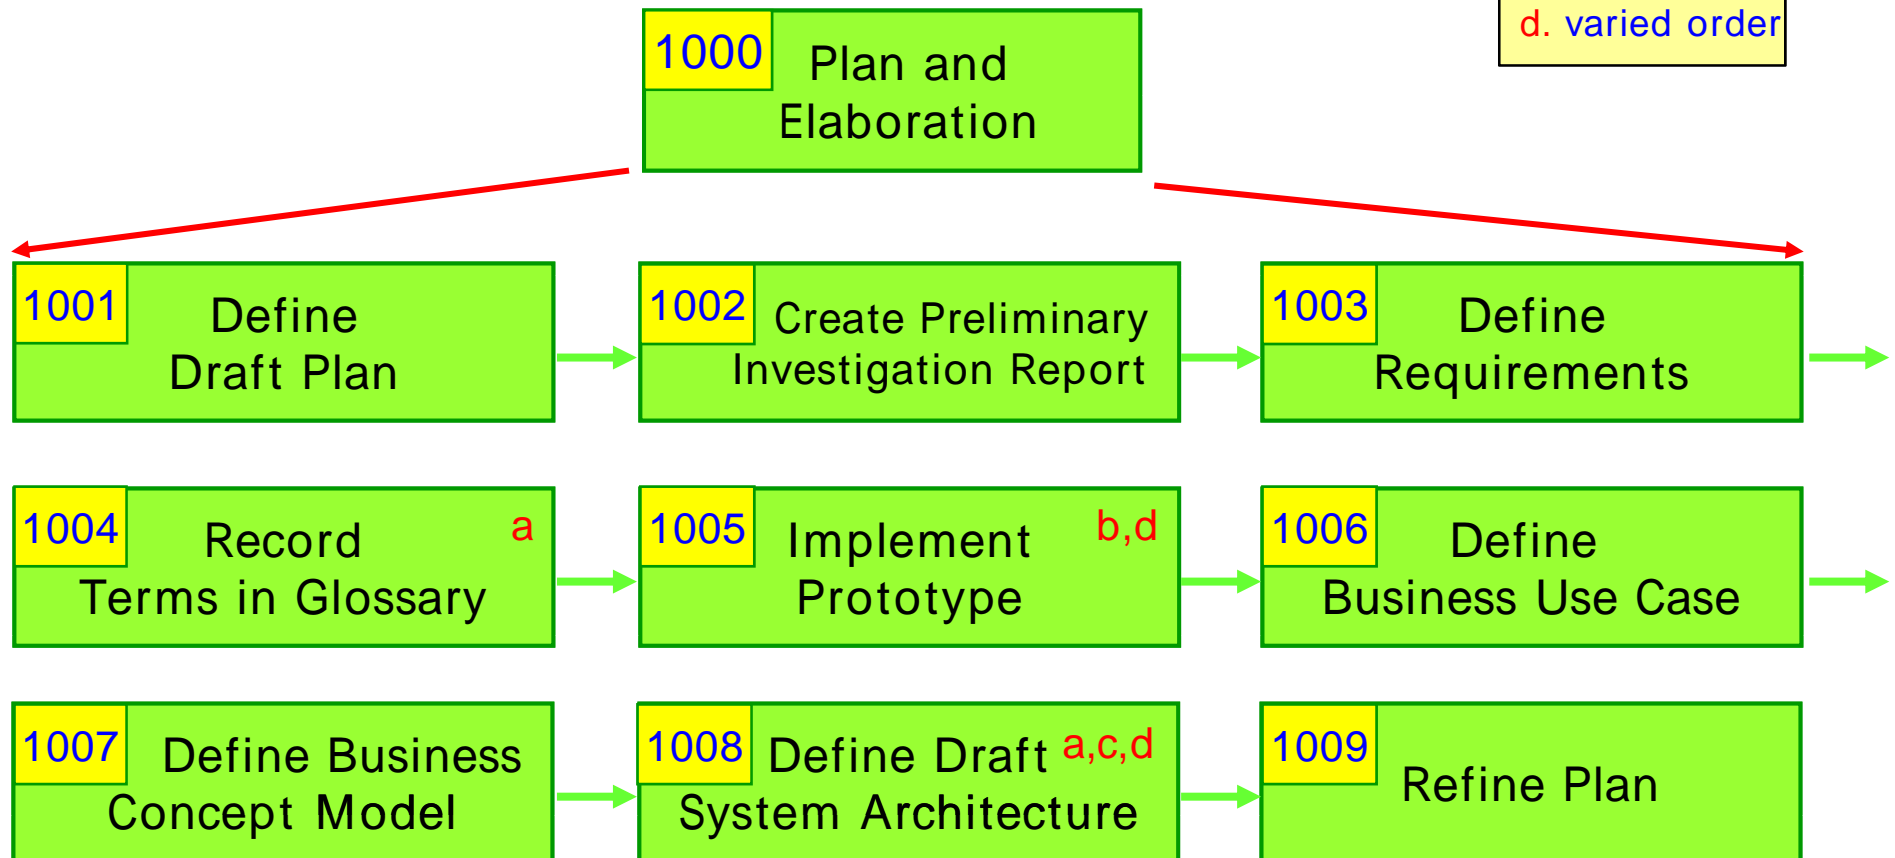 d. varied order
1000
Plan and
Elaboration
1001
Define
Draft Plan
1002
Create Preliminary
Investigation Report
1003
Define
Requirements
1004
Record
a
Terms in Glossary
1005
Implement
b,d
Prototype
1006
Define
Business Use Case
1007
Define Business
Concept Model
1008
Define Draft
a,c,d
System Architecture
1009
Refine Plan